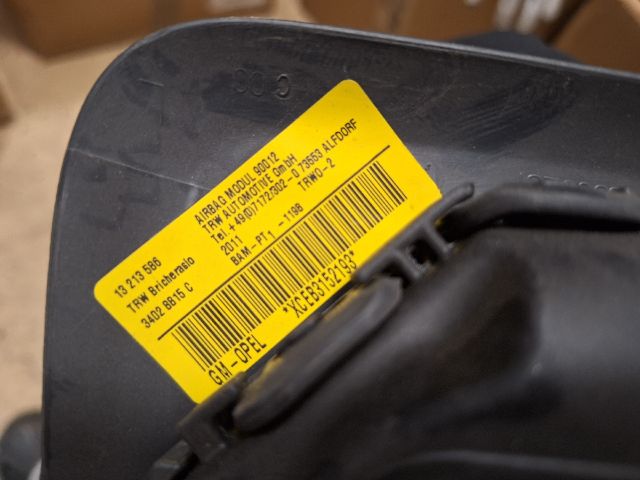 AIRBAG MODUL 90012
TRW AUTOMOTIVE GmbH
Tel.+49(0)7172/302-0 73553 ALFDORF
2011 TRWO-2
BAM-PT1 -1198
13 213 586
TRW Bricherasio
34D2 8815 C
*XCEB3152193*
GM-OPEL